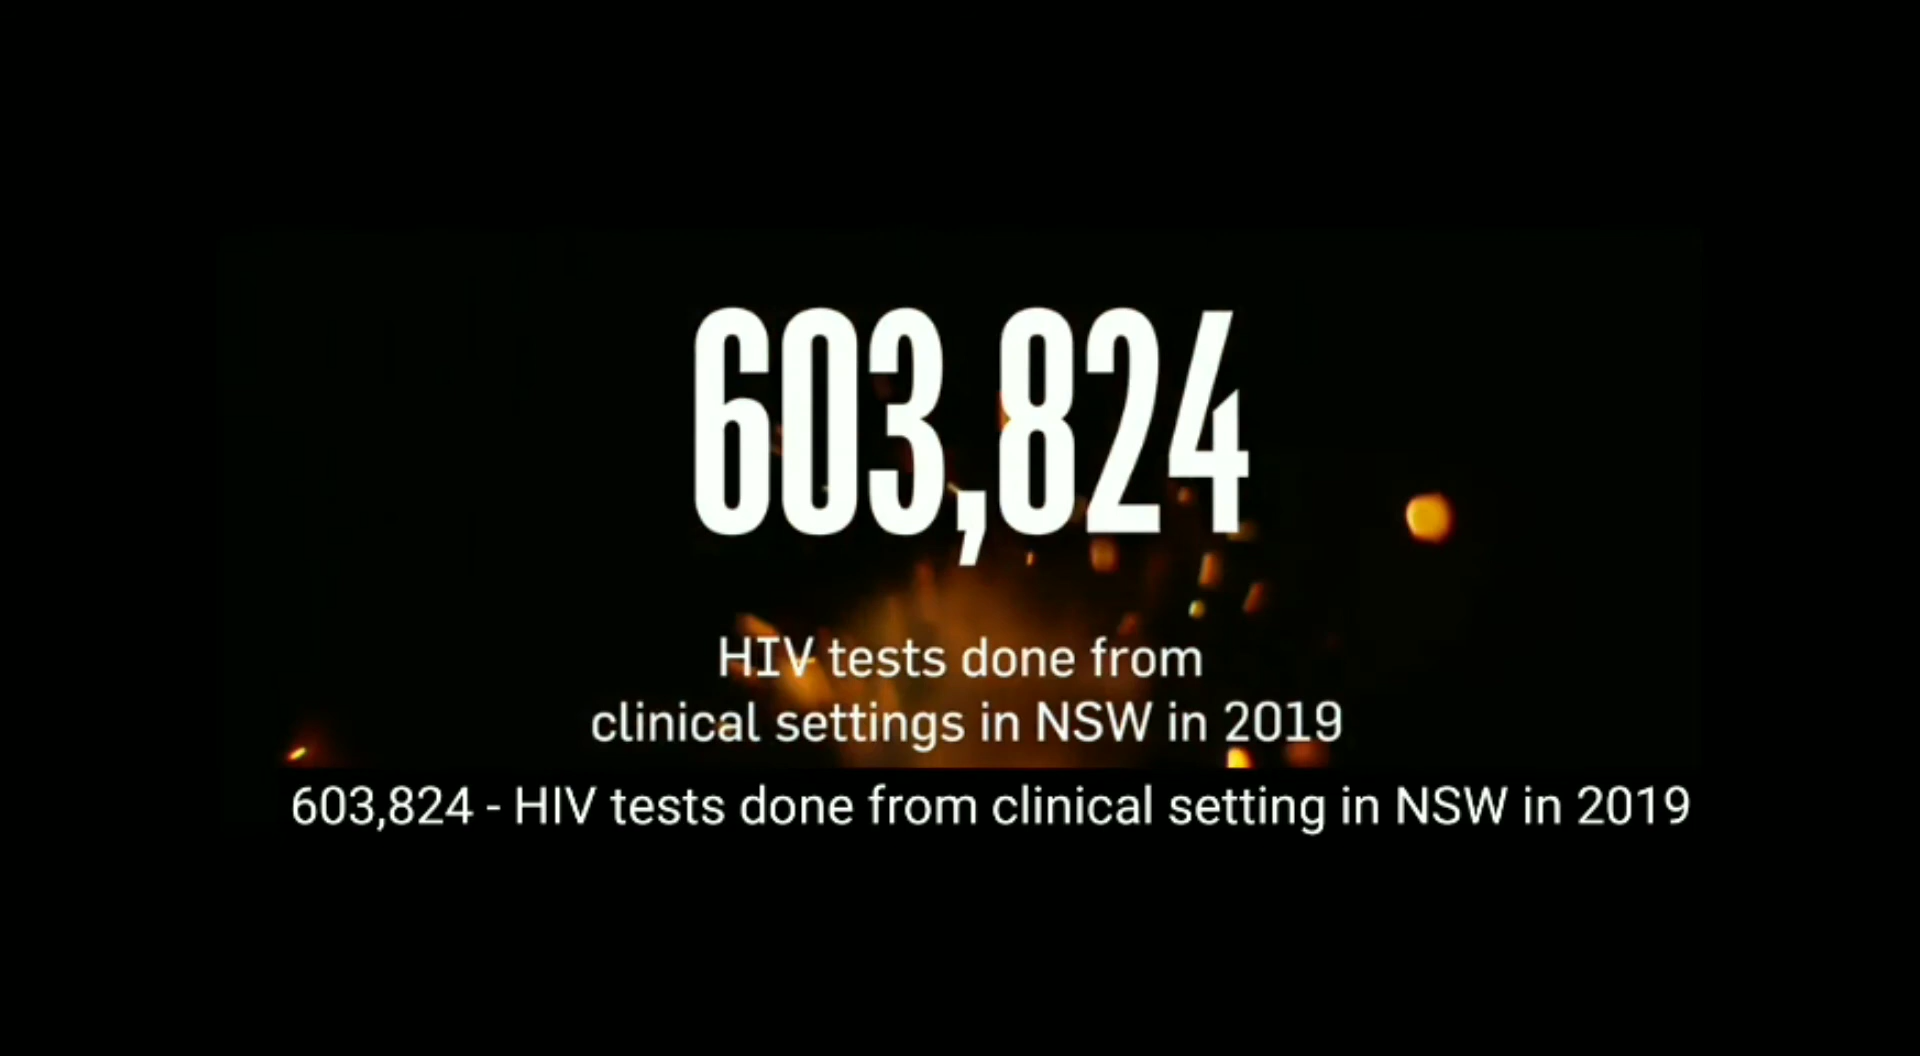 603,824
HIV tests done from
clinical settings in NSW in 2019
603,824 - HIV tests done from clinical setting in NSW in 2019